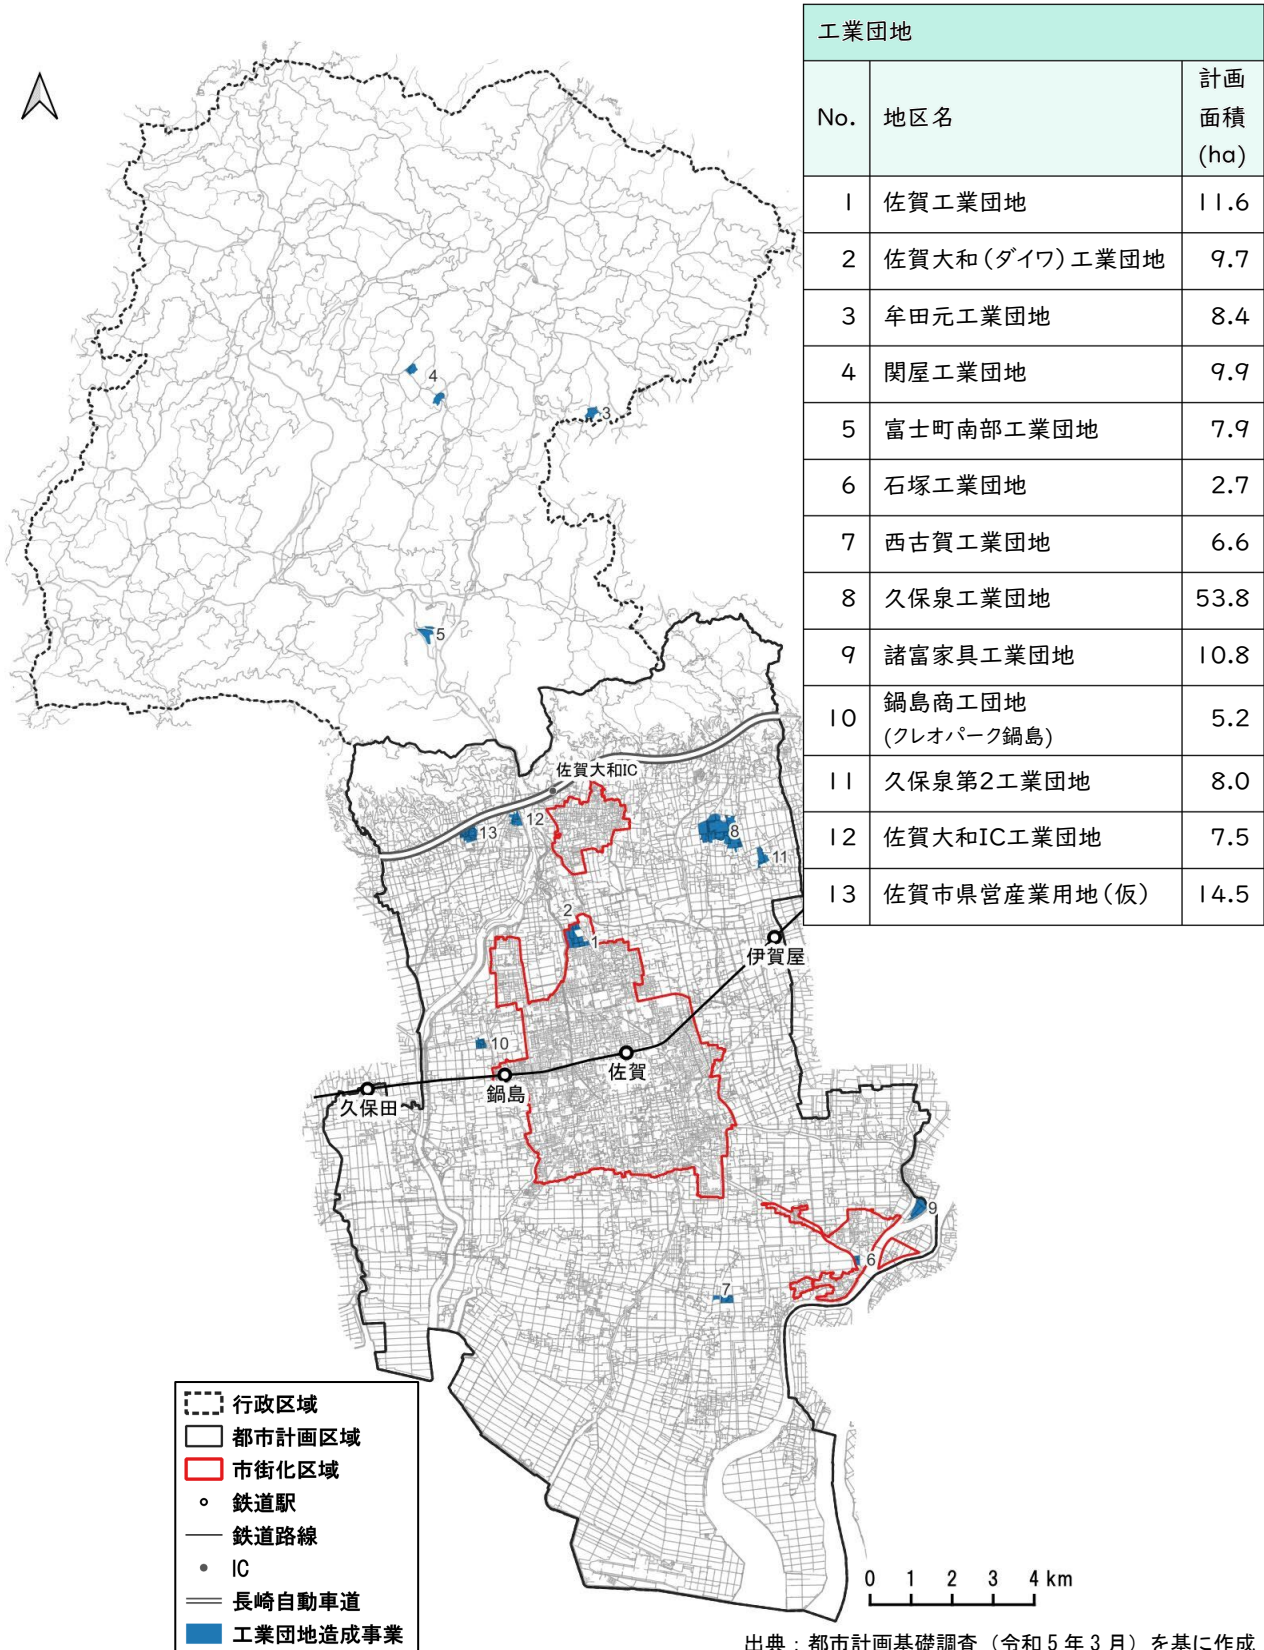 工業団地
No. 地区名 計画面積(ha)
1 佐賀工業団地 11.6
2 佐賀大和(ダイワ)工業団地 9.7
3 牟田元工業団地 8.4
4 関屋工業団地 9.9
5 富士町南部工業団地 7.9
6 石塚工業団地 2.7
7 西古賀工業団地 6.6
8 久保泉工業団地 53.8
9 諸富家具工業団地 10.8
10 鍋島商工団地 5.2
(クレオパーク鍋島)
11 久保泉第2工業団地 8.0
12 佐賀大和IC工業団地 7.5
13 佐賀市県営産業用地(仮) 14.5
4
3
5
佐賀大和IC
12
13
8
11
2
1
伊賀屋
10
佐賀
鍋島
久保田
9
6
7
行政区域
都市計画区域
市街化区域
鉄道駅
鉄道路線
IC
長崎自動車道
工業団地造成事業
0 1 2 3 4 km
出典:都市計画基礎調査(令和5年3月)を基に作成